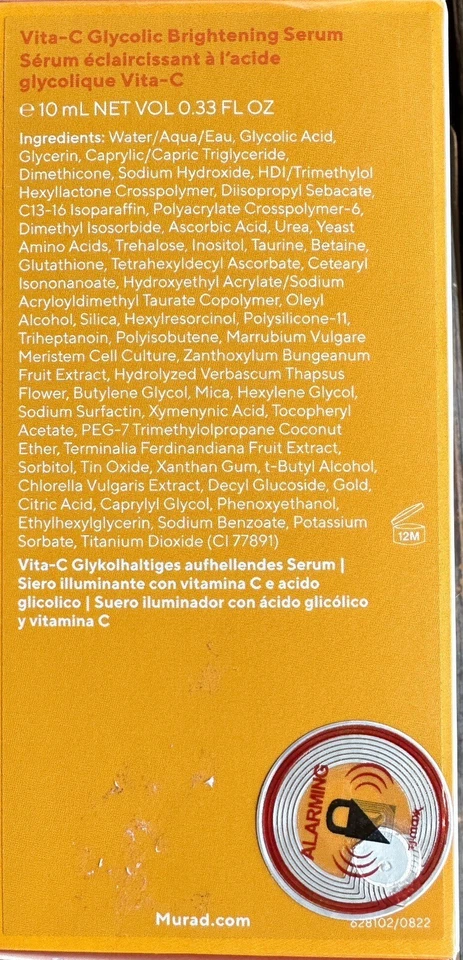 Vita-C Glycolic Brightening Serum
Sérum éclaircissant à l'acide
glycolique Vita-C
℮ 10 mL NET VOL 0.33 FL OZ
Ingredients: Water/Aqua/Eau, Glycolic Acid,
Glycerin, Caprylic/Capric Triglyceride,
Dimethicone, Sodium Hydroxide, HDI/Trimethylol
Hexyllactone Crosspolymer, Diisopropyl Sebacate,
C13-16 Isoparaffin, Polyacrylate Crosspolymer-6,
Dimethyl Isosorbide, Ascorbic Acid, Urea, Yeast
Amino Acids, Trehalose, Inositol, Taurine, Betaine,
Glutathione, Tetrahexyldecyl Ascorbate, Cetearyl
Isononanoate, Hydroxyethyl Acrylate/Sodium
Acryloyldimethyl Taurate Copolymer, Oleyl
Alcohol, Silica, Hexylresorcinol, Polysilicone-11,
Triheptanoin, Polyisobutene, Marrubium Vulgare
Meristem Cell Culture, Zanthoxylum Bungeanum
Fruit Extract, Hydrolyzed Verbascum Thapsus
Flower, Butylene Glycol, Mica, Hexylene Glycol,
Sodium Surfactin, Xymenynic Acid, Tocopheryl
Acetate, PEG-7 Trimethylolpropane Coconut
Ether, Terminalia Ferdinandiana Fruit Extract,
Sorbitol, Tin Oxide, Xanthan Gum, t-Butyl Alcohol,
Chlorella Vulgaris Extract, Decyl Glucoside, Gold,
Citric Acid, Caprylyl Glycol, Phenoxyethanol,
Ethylhexylglycerin, Sodium Benzoate, Potassium
Sorbate, Titanium Dioxide (CI 77891)
12M
Vita-C Glykolhaltiges aufhellendes Serum |
Siero illuminante con vitamina C e acido
glicolico | Suero iluminador con ácido glicólico
y vitamina C
ALARMING
tj maxx
Murad.com
628102/0822